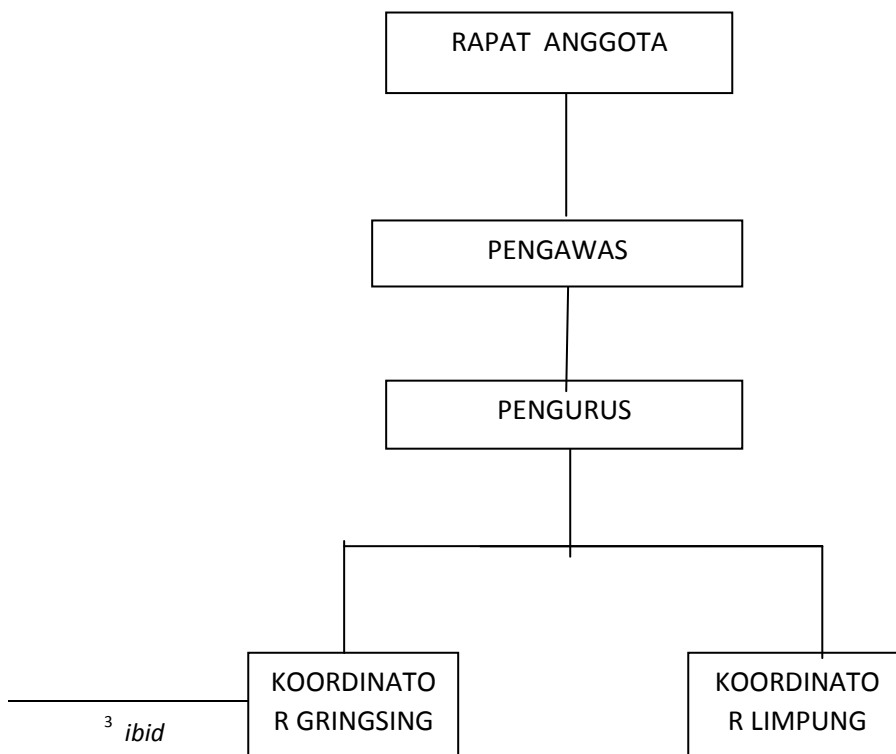 RAPAT ANGGOTA
PENGAWAS
PENGURUS
KOORDINATO
R GRINGSING
KOORDINATO
R LIMPUNG
3 ibid